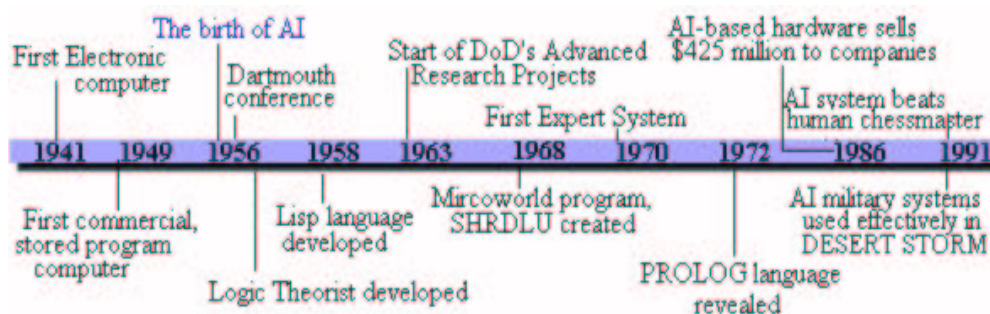 The birth of AI
AI-based hardware sells
$425 million to companies
First Electronic
computer
Dartmouth
conference
Start of DoD's Advanced
Research Projects
First Expert System
AI system beats
human chessmaster
1941 1949 1956 1958 1963 1968 1970 1972 1986 1991
First commercial,
stored program
computer
Logic Theorist developed
Lisp language
developed
Mircoworld program,
SHRDLU created
PROLOG language
revealed
AI military systems
used effectively in
DESERT STORM